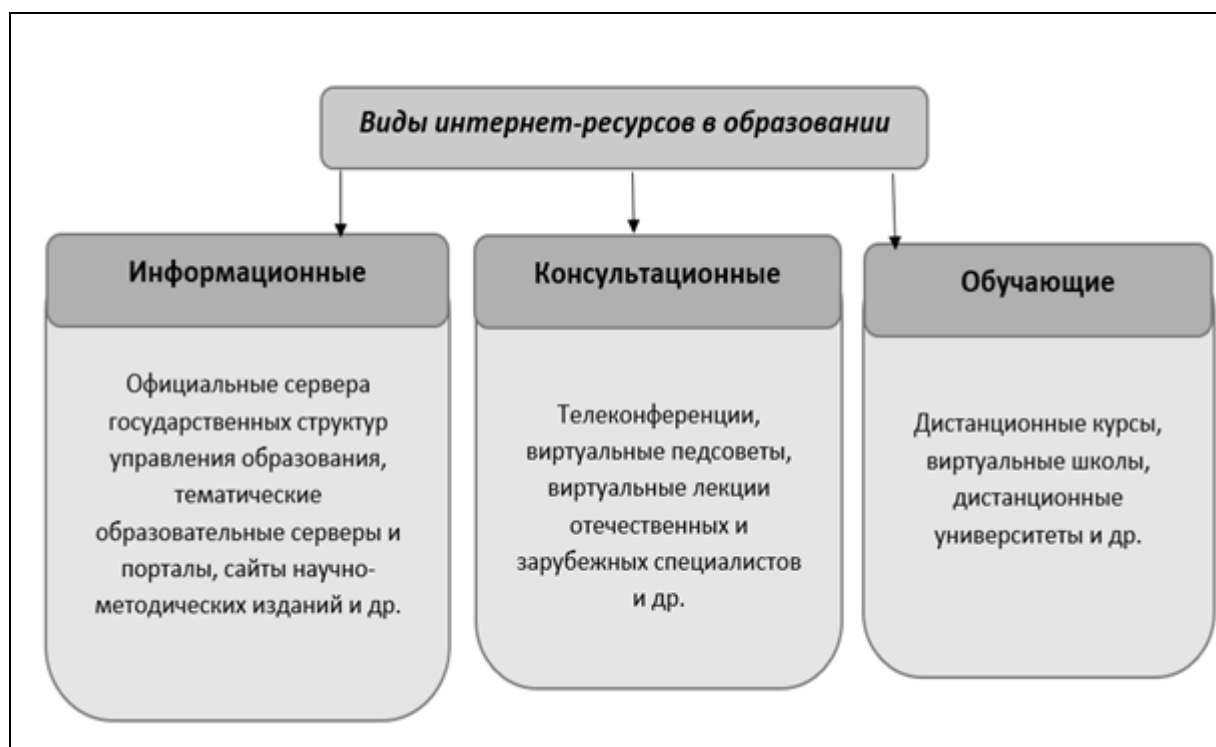 Виды интернет-ресурсов в образовании
Информационные
Официальные сервера
государственных структур
управления образования,
тематические
образовательные серверы и
порталы, сайты научно-
методических изданий и др.
Консультационные
Телеконференции,
виртуальные педсоветы,
виртуальные лекции
отечественных и
зарубежных специалистов
и др.
Обучающие
Дистанционные курсы,
виртуальные школы,
дистанционные
университеты и др.